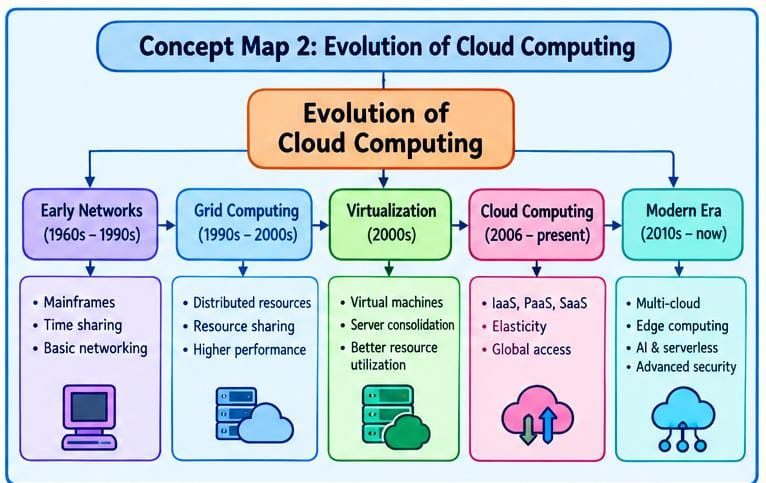 Concept Map 2: Evolution of Cloud Computing
Evolution of
Cloud Computing
Early Networks
(1960s – 1990s)
Grid Computing
(1990s – 2000s)
Virtualization
(2000s)
Cloud Computing
(2006 – present)
Modern Era
(2010s – now)
• Mainframes
• Time sharing
• Basic networking
• Distributed resources
• Resource sharing
• Higher performance
• Virtual machines
• Server consolidation
• Better resource
utilization
• IaaS, PaaS, SaaS
• Elasticity
• Global access
• Multi-cloud
• Edge computing
• AI & serverless
• Advanced security